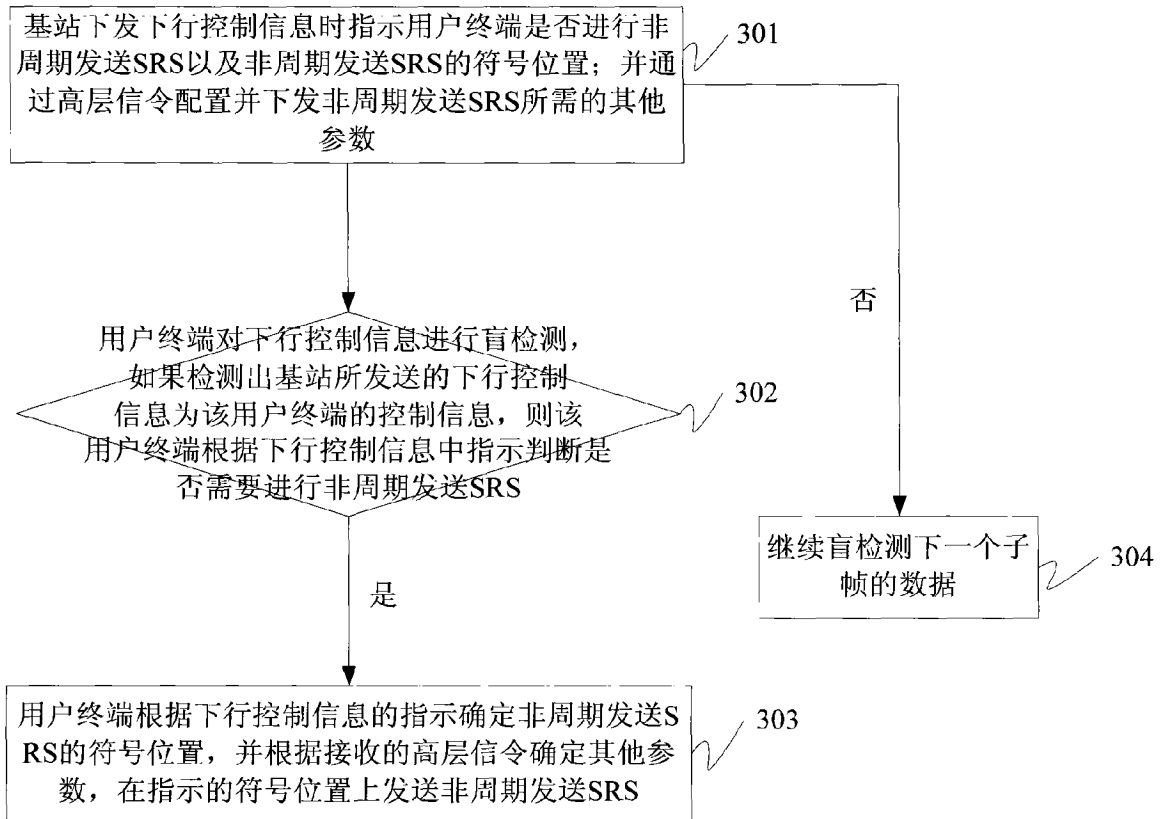 基站下发下行控制信息时指示用户终端是否进行非
周期发送SRS以及非周期发送SRS的符号位置；并通
过高层信令配置并下发非周期发送SRS所需的其他
参数
301
否
用户终端对下行控制信息进行盲检测，
如果检测出基站所发送的下行控制
信息为该用户终端的控制信息，则该
用户终端根据下行控制信息中指示判断是
否需要进行非周期发送SRS
302
继续盲检测下一个子
帧的数据
304
是
用户终端根据下行控制信息的指示确定非周期发送S
RS的符号位置，并根据接收的高层信令确定其他参
数，在指示的符号位置上发送非周期发送SRS
303